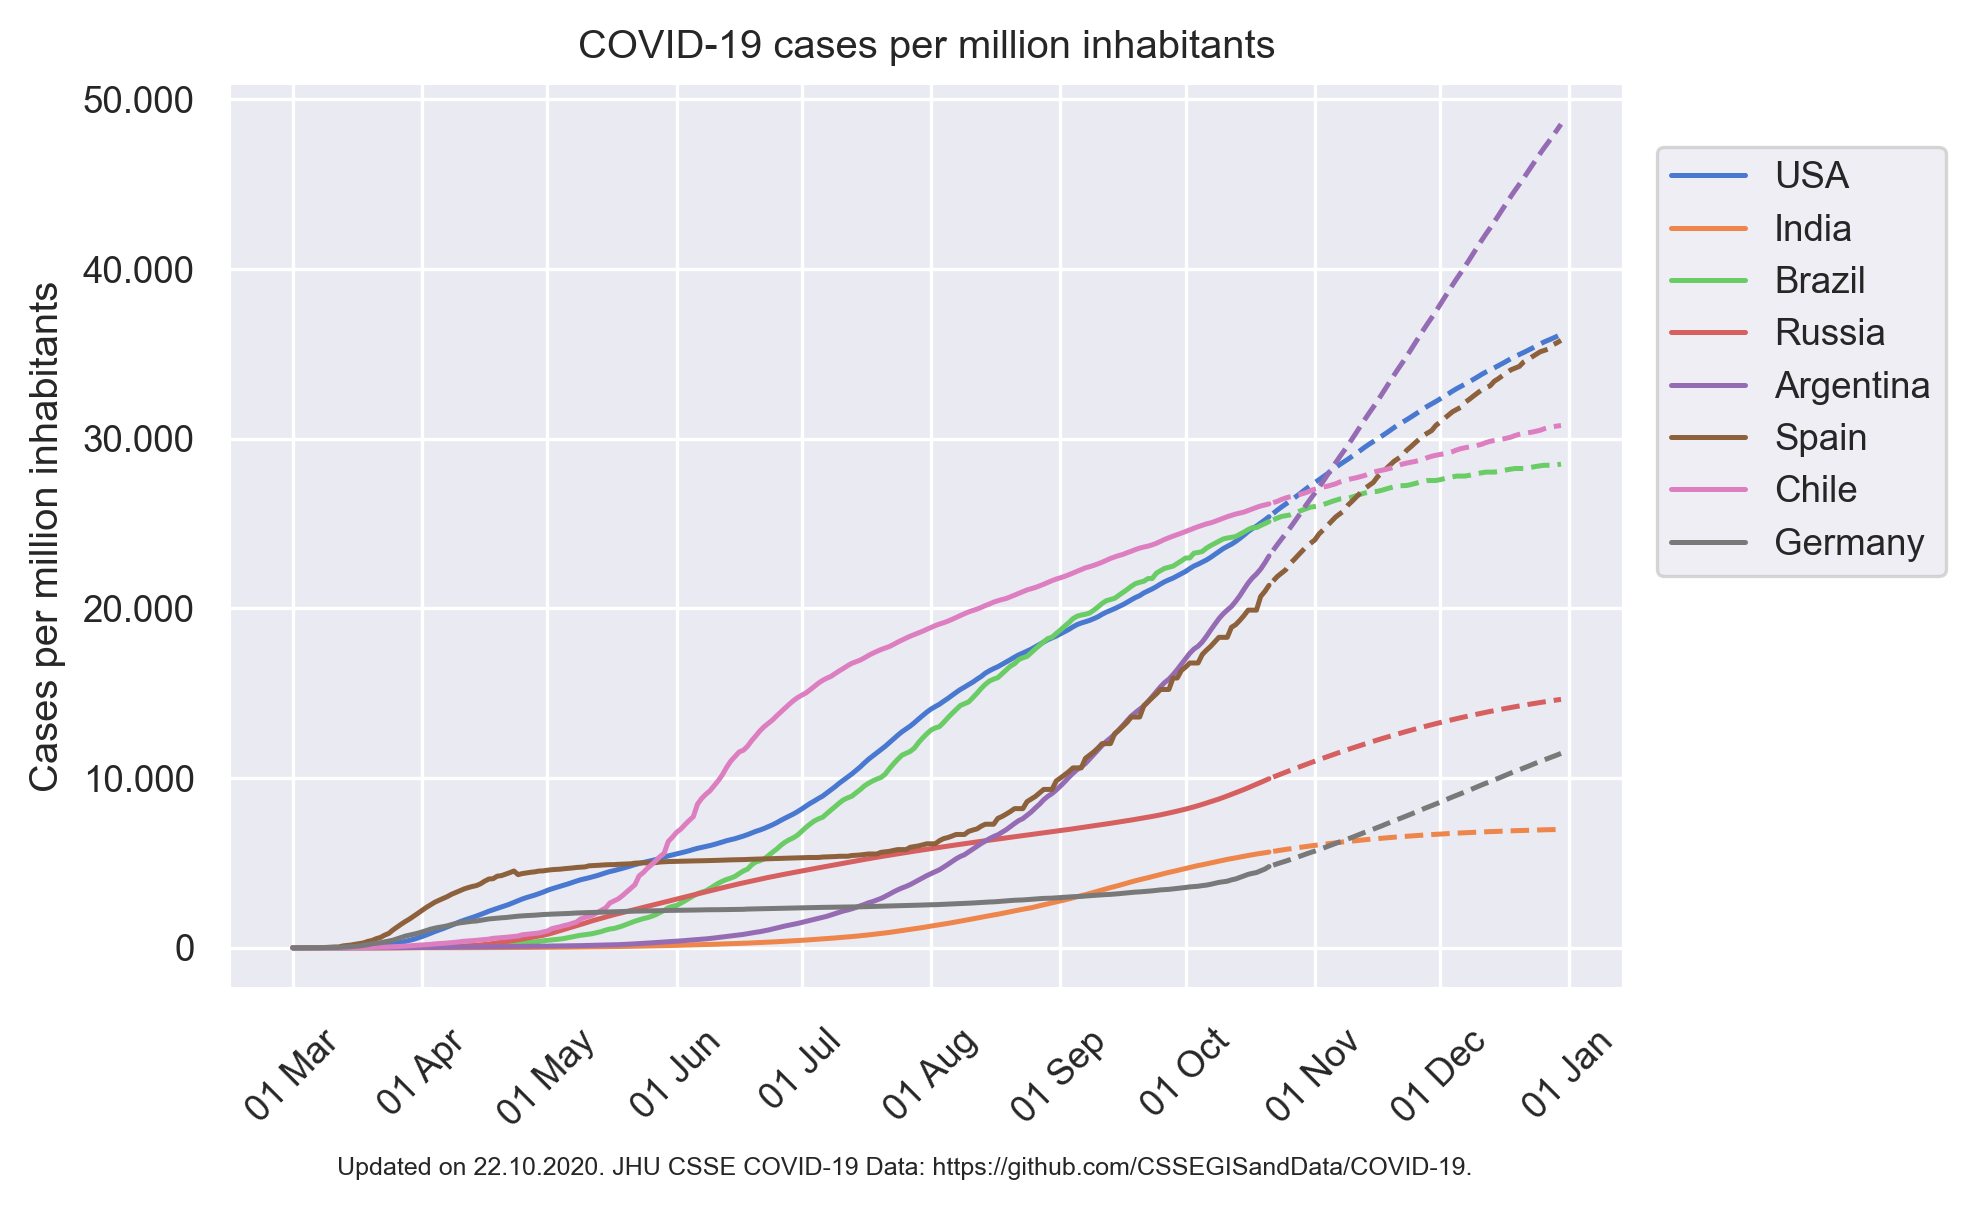 COVID-19 cases per million inhabitants
50.000
40.000
30.000
20.000
10.000
0
Cases per million inhabitants
USA
India
Brazil
Russia
Argentina
Spain
Chile
Germany
01 Mar
01 Apr
01 May
01 Jun
01 Jul
01 Aug
01 Sep
01 Oct
01 Nov
01 Dec
01 Jan
Updated on 22.10.2020. JHU CSSE COVID-19 Data: https://github.com/CSSEGISandData/COVID-19.